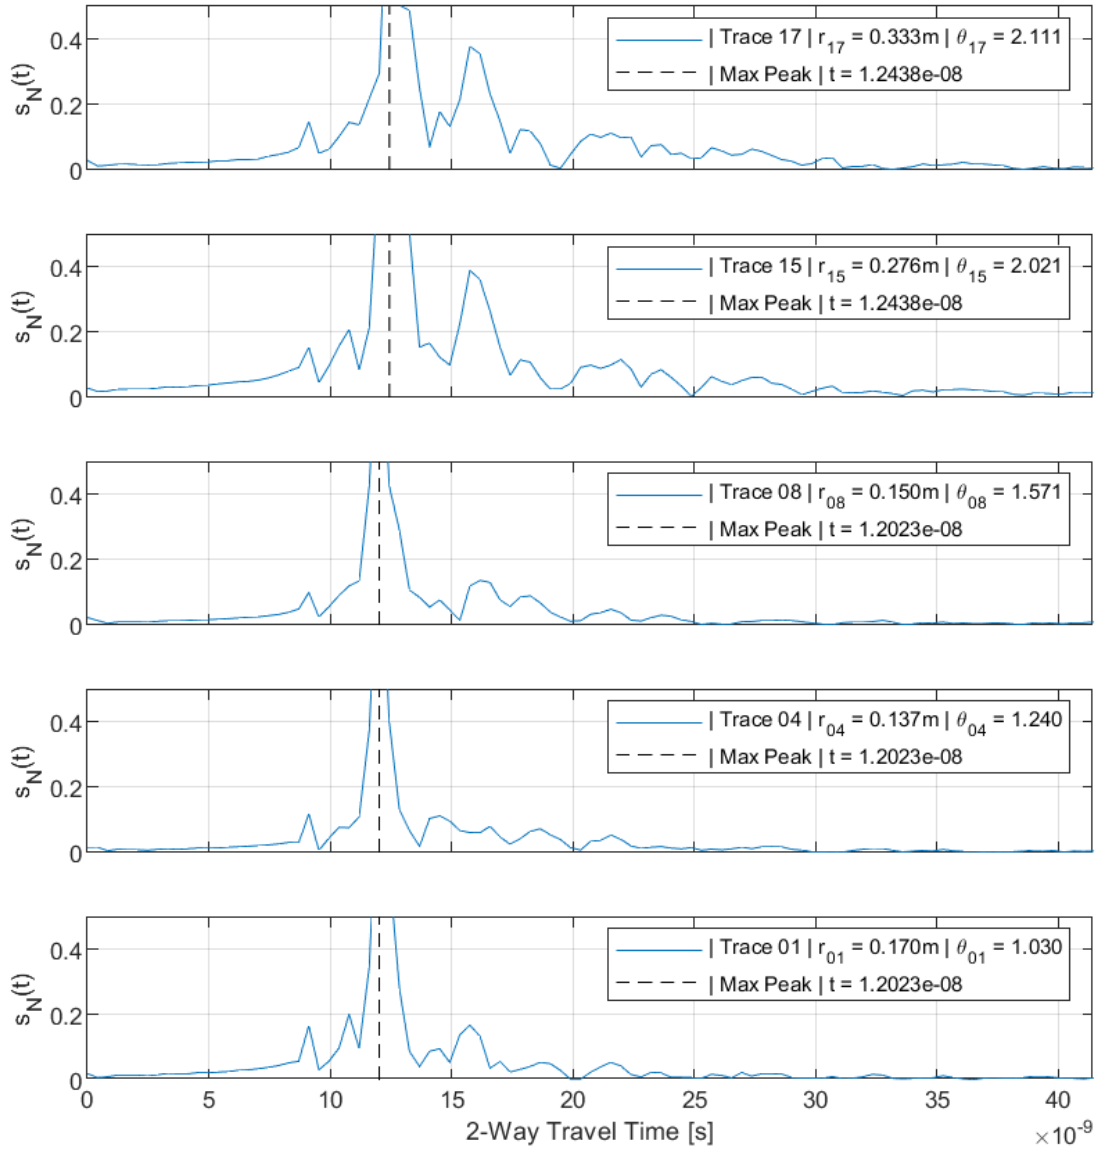 s_N(t)
0.4
0.2
0
| Trace 17 | r_17 = 0.333m | θ_17 = 2.111
| Max Peak | t = 1.2438e-08
s_N(t)
0.4
0.2
0
| Trace 15 | r_15 = 0.276m | θ_15 = 2.021
| Max Peak | t = 1.2438e-08
s_N(t)
0.4
0.2
0
| Trace 08 | r_08 = 0.150m | θ_08 = 1.571
| Max Peak | t = 1.2023e-08
s_N(t)
0.4
0.2
0
| Trace 04 | r_04 = 0.137m | θ_04 = 1.240
| Max Peak | t = 1.2023e-08
s_N(t)
0.4
0.2
0
| Trace 01 | r_01 = 0.170m | θ_01 = 1.030
| Max Peak | t = 1.2023e-08
0 5 10 15 20 25 30 35 40
2-Way Travel Time [s]
×10^-9